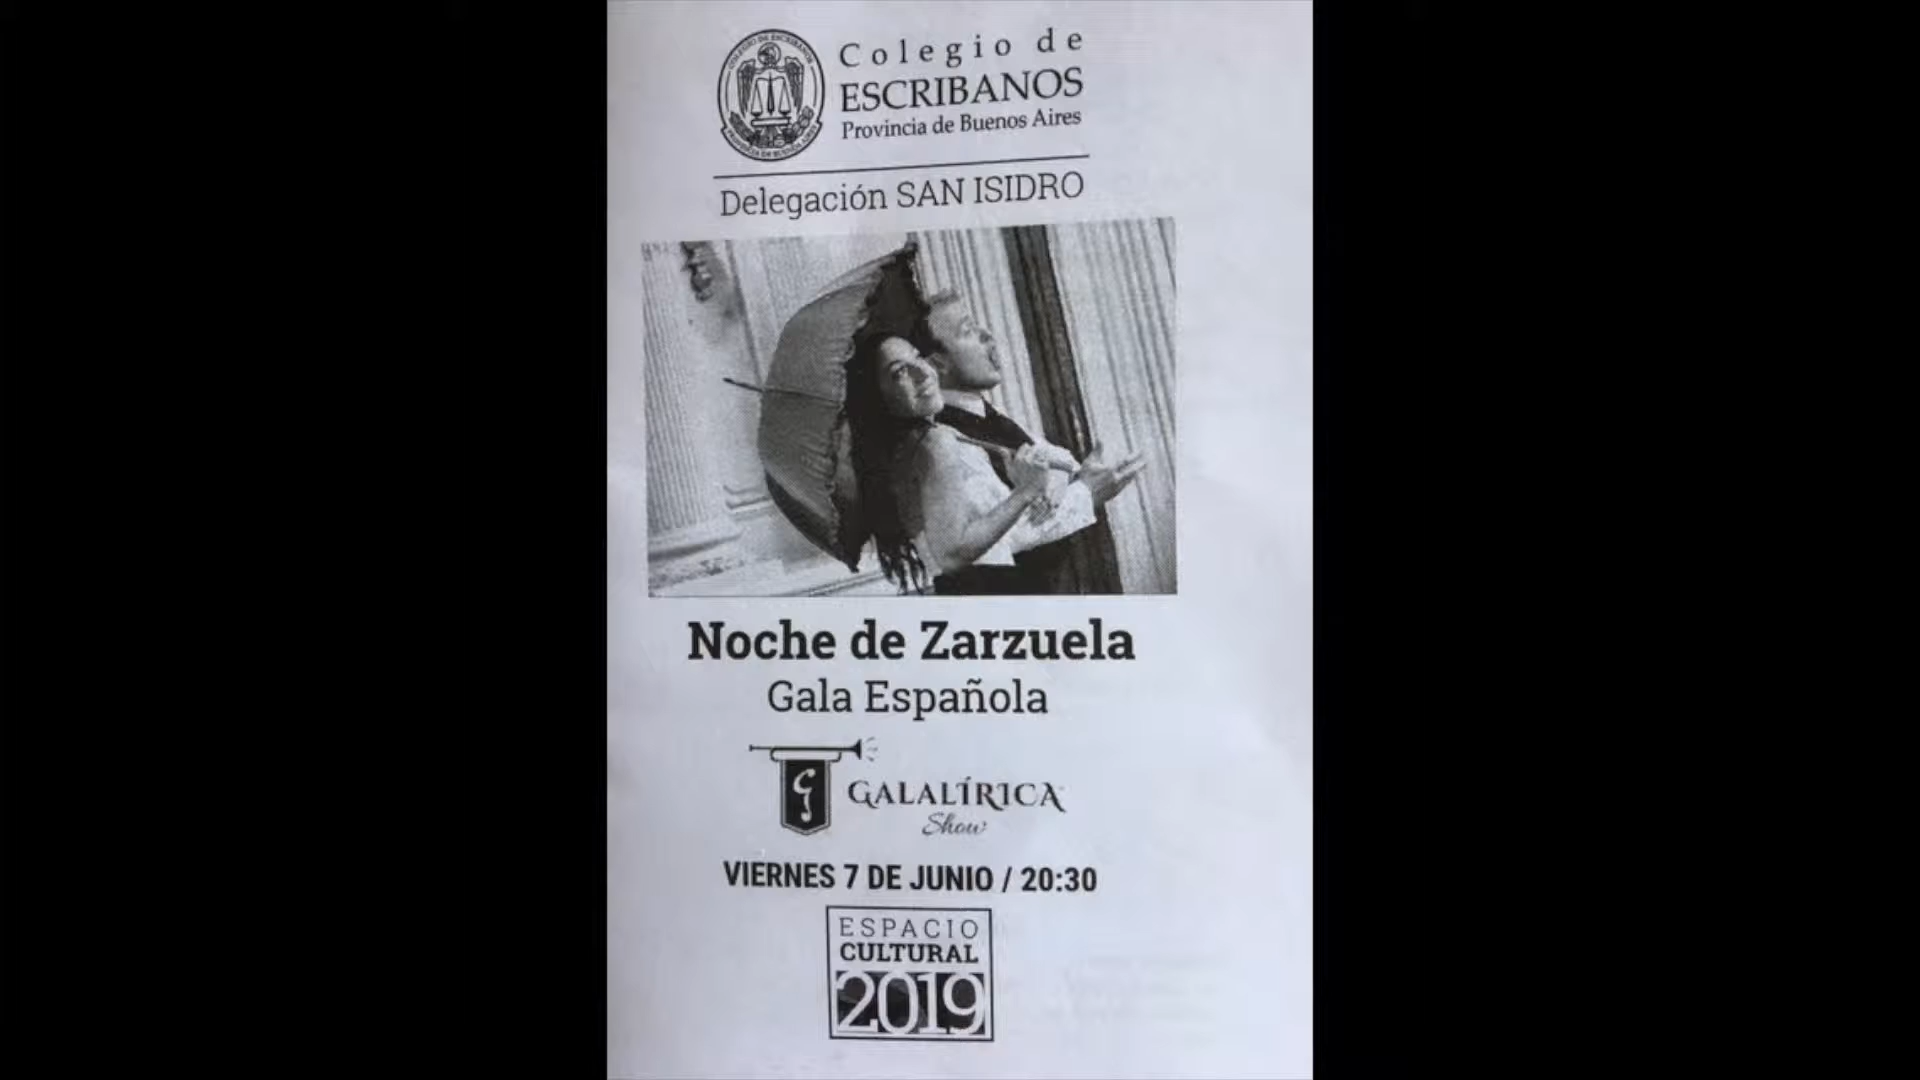 Colegio de
ESCRIBANOS
Provincia de Buenos Aires
Delegación SAN ISIDRO
Noche de Zarzuela
Gala Española
GALALÍRICA
Show
VIERNES 7 DE JUNIO / 20:30
ESPACIO
CULTURAL
2019